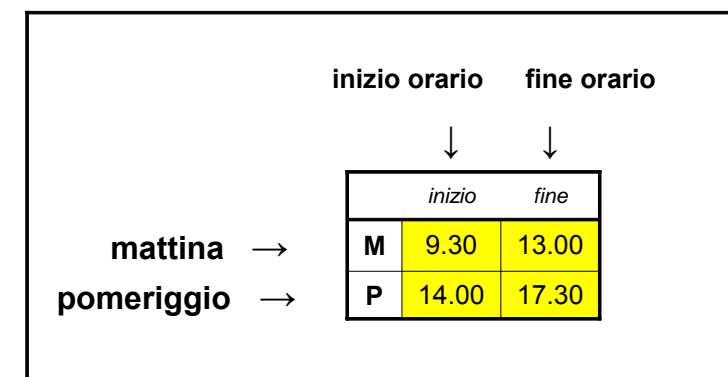 inizio orario fine orario
↓ ↓
inizio fine
mattina → M 9.30 13.00
pomeriggio → P 14.00 17.30